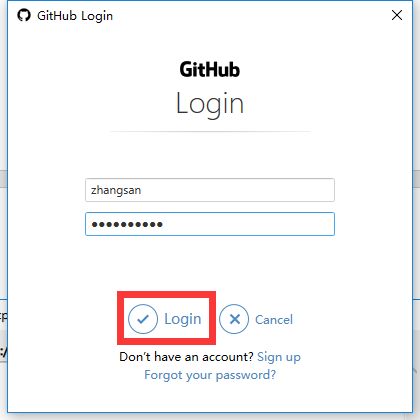 GitHub Login
GitHub
Login
zhangsan
••••••••••
Login Cancel
Don't have an account? Sign up
Forgot your password?